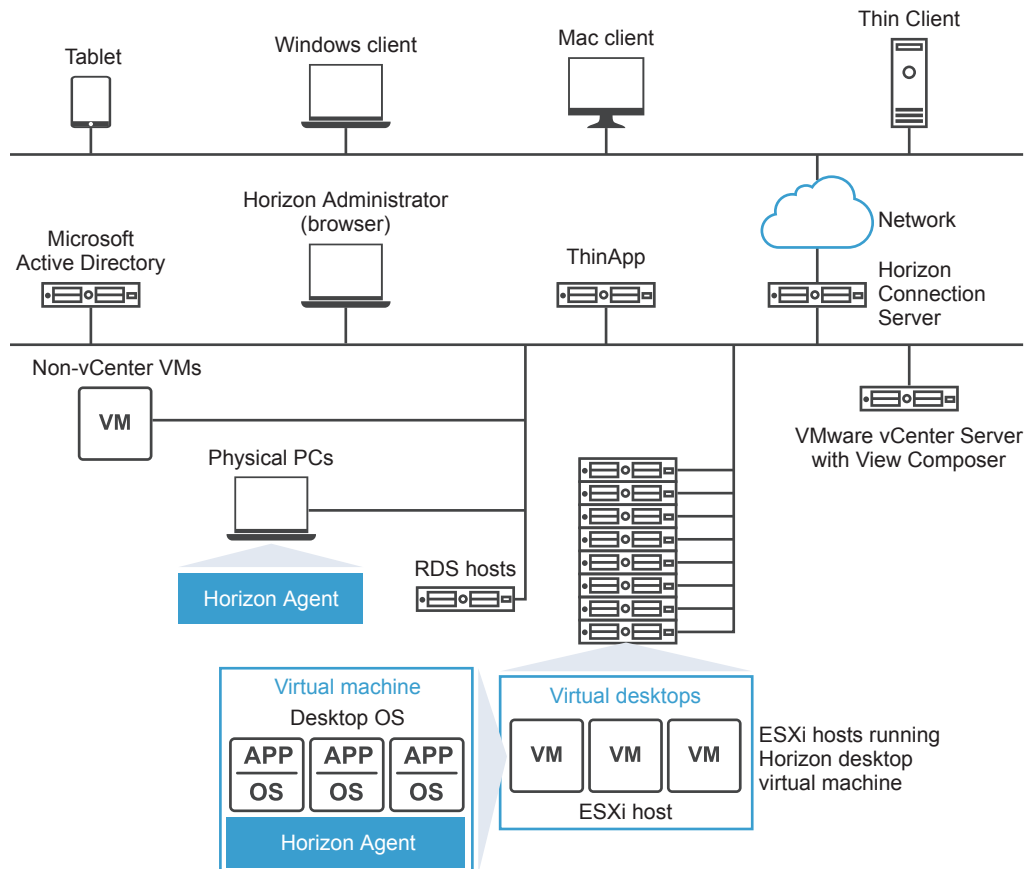 Tablet
Windows client
Mac client
Thin Client
Network
Horizon Administrator
(browser)
Microsoft
Active Directory
ThinApp
Horizon
Connection
Server
Non-vCenter VMs
VM
VMware vCenter Server
with View Composer
Physical PCs
Horizon Agent
RDS hosts
Virtual machine
Desktop OS
APP
OS
APP
OS
APP
OS
Horizon Agent
Virtual desktops
VM
VM
VM
ESXi host
ESXi hosts running
Horizon desktop
virtual machine